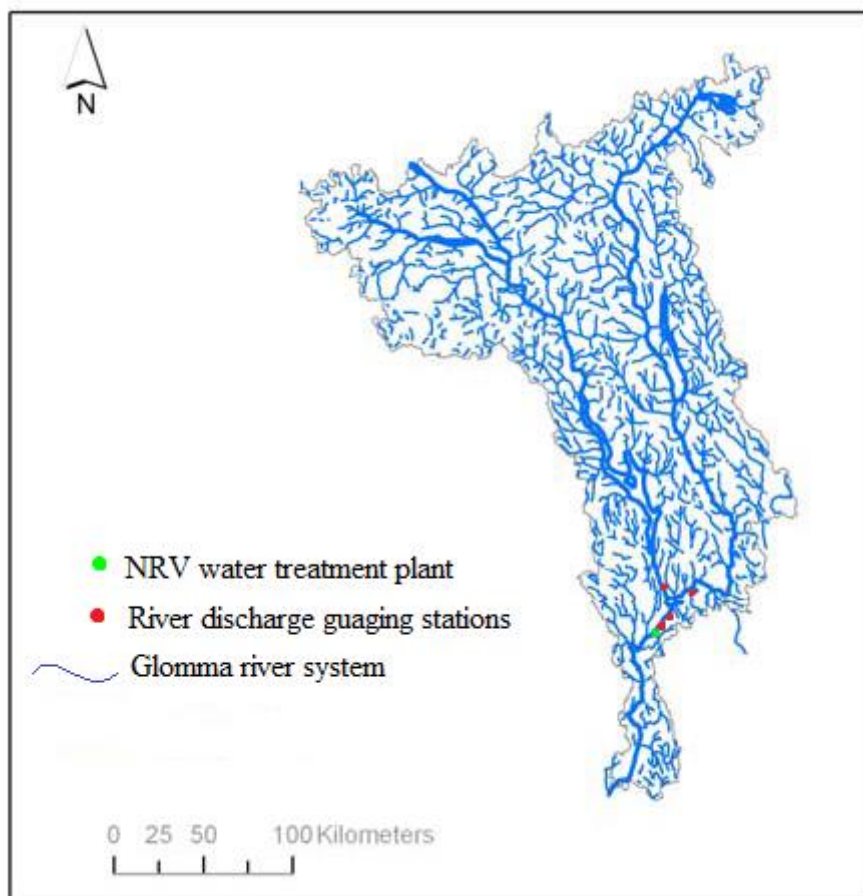 N
NRV water treatment plant
River discharge guaging stations
Glomma river system
0 25 50 100 Kilometers